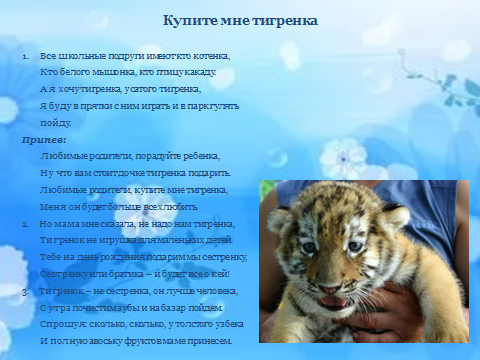 Купите мне тигренка
1. Все школьные подруги имеют кто котенка,
Кто белого мышонка, кто птицу какаду.
А я хочу тигренка, усатого тигренка,
Я буду в прятки с ним играть и в парк гулять
пойду.
Припев:
Любимые родители, порадуйте ребенка,
Ну что вам стоит дочке тигренка подарить.
Любимые родители, купите мне тигренка,
Меня он будет больше всех любить.
2. Но мама мне сказала, не надо нам тигренка,
Тигренок не игрушка для маленьких детей.
Тебе на день рождения подарим мы сестренку,
Сестренку или братика – и будет все о кей!
3. Тигренок – не сестренка, он лучше человека,
С утра почистим зубы и на базар пойдем.
Спрошу я: сколько, сколько, у толстого узбека
И полную авоську фруктов маме принесем.